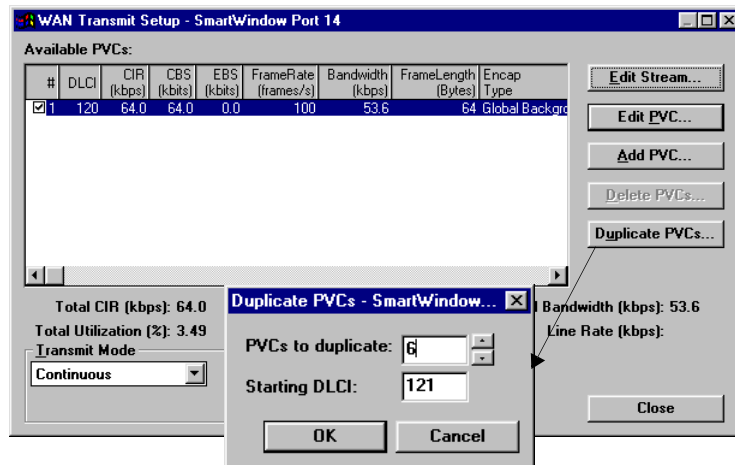 WAN Transmit Setup - SmartWindow Port 14
Available PVCs:
# DLCI CIR (kbps) CBS (kbits) EBS (kbits) FrameRate (frames/s) Bandwidth (kbps) FrameLength (Bytes) Encap Type
1 120 64.0 64.0 0.0 100 53.6 64 Global Backgro
Edit Stream...
Edit PVC...
Add PVC...
Delete PVCs...
Duplicate PVCs...
Total CIR (kbps): 64.0
Bandwidth (kbps): 53.6
Total Utilization (%): 3.49
Line Rate (kbps):
Transmit Mode
Continuous
Close
Duplicate PVCs - SmartWindow...
PVCs to duplicate: 6
Starting DLCI: 121
OK Cancel